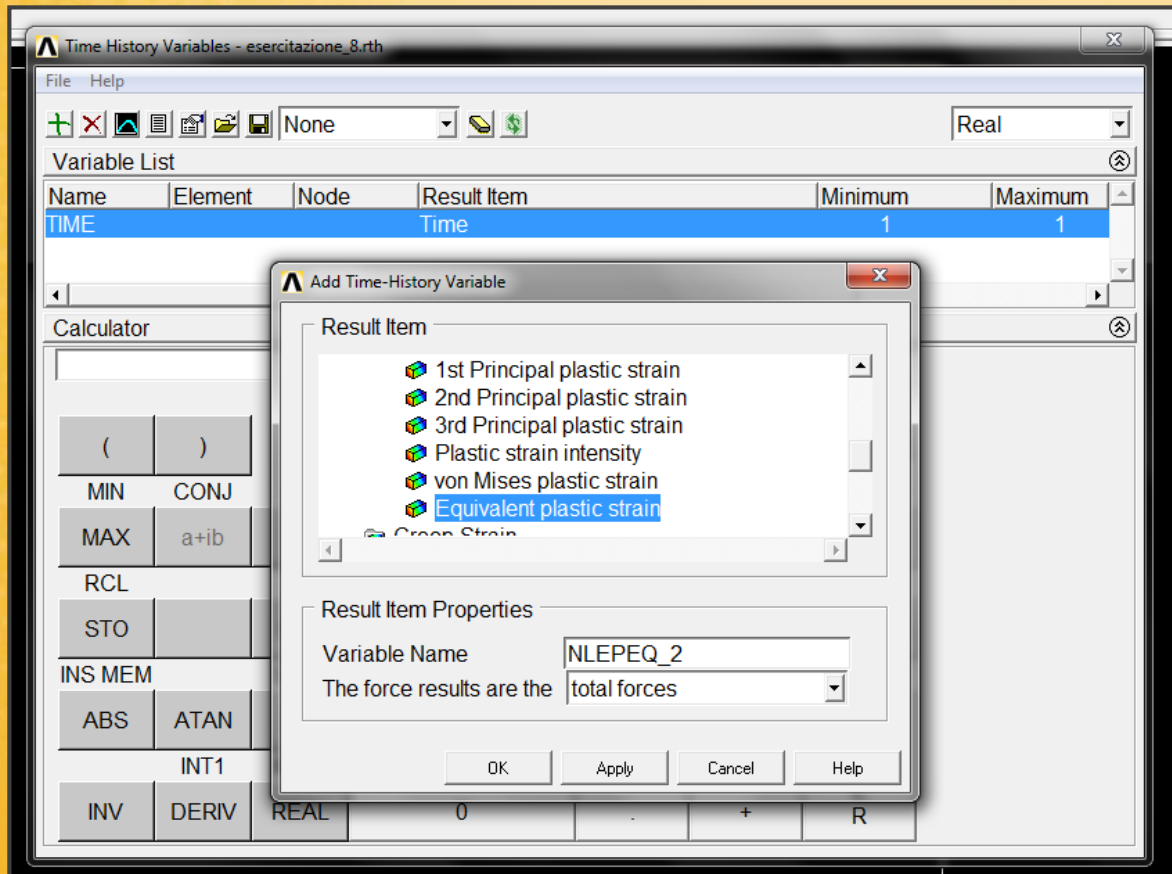 Time History Variables - esercitazione_8.rth
File Help
None Real
Variable List
Name Element Node Result Item Minimum Maximum
TIME Time 1 1
Add Time-History Variable
Calculator
Result Item
1st Principal plastic strain
2nd Principal plastic strain
3rd Principal plastic strain
Plastic strain intensity
von Mises plastic strain
Equivalent plastic strain
Creep Strain
Result Item Properties
Variable Name NLEPEQ_2
The force results are the total forces
OK Apply Cancel Help
( )
MIN CONJ
MAX a+ib
RCL
STO
INS MEM
ABS ATAN
INT1
INV DERIV REAL 0 . + R